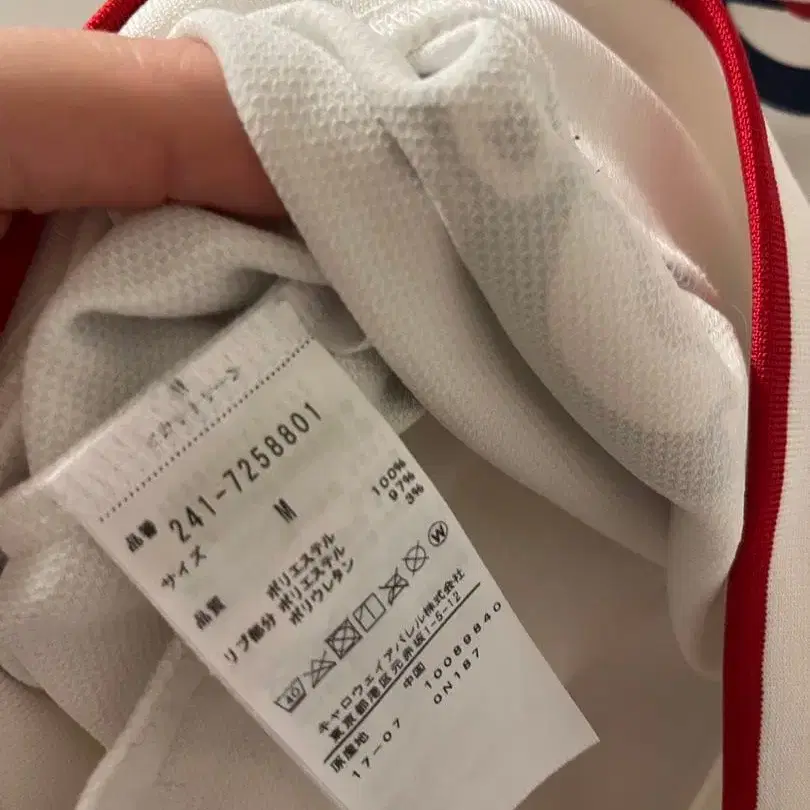 品番 241-7258801
サイズ M
品質 ポリエステル 100%
リブ部分 ポリエステル 97%
ポリウレタン 3%
40 W
キャロウェイアパレル株式会社
東京都港区元赤坂1-5-12
原産地 中国 10089840
17-07 0N187